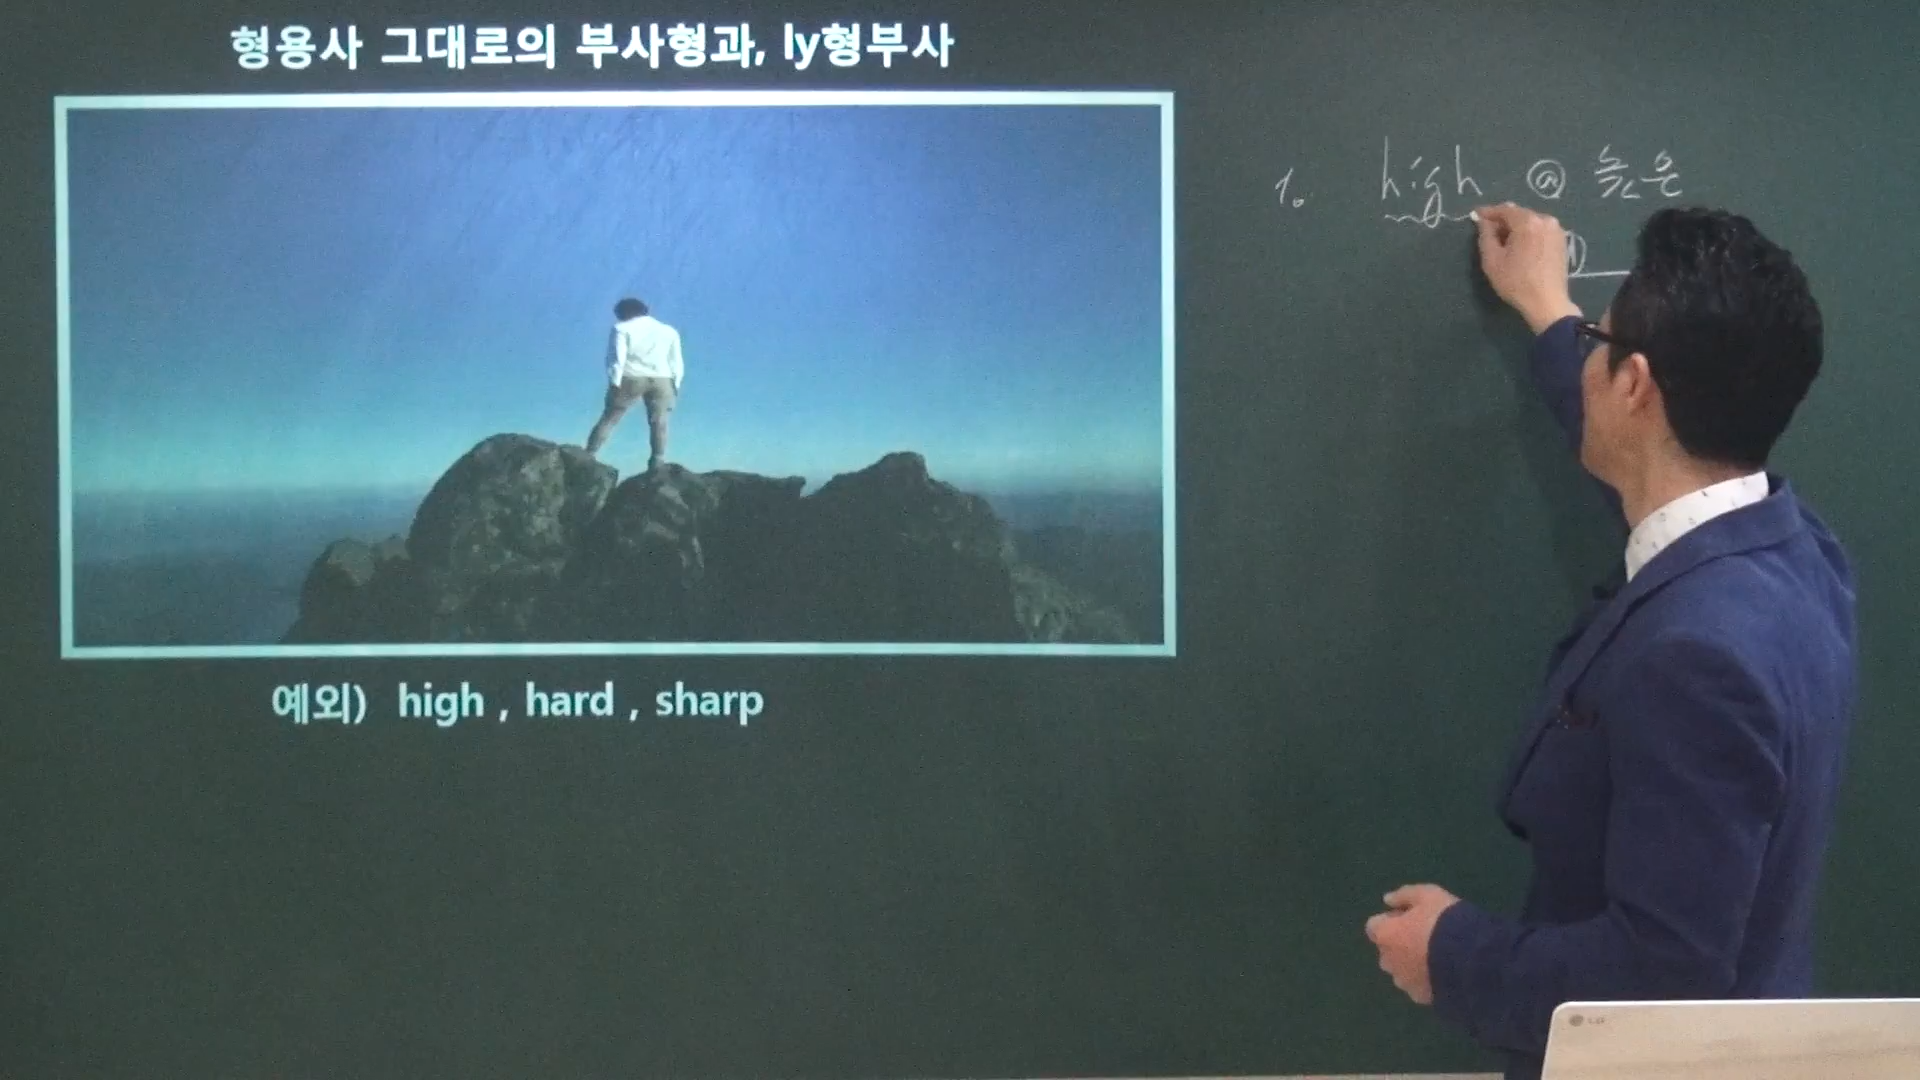 형용사 그대로의 부사형과, ly형부사
1. high ⓐ 높은
예외) high , hard , sharp
LG